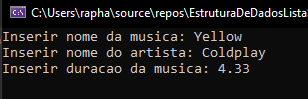 C:\Users\rapha\source\repos\EstruturaDeDadosLista
Inserir nome da musica: Yellow
Inserir nome do artista: Coldplay
Inserir duracao da musica: 4.33